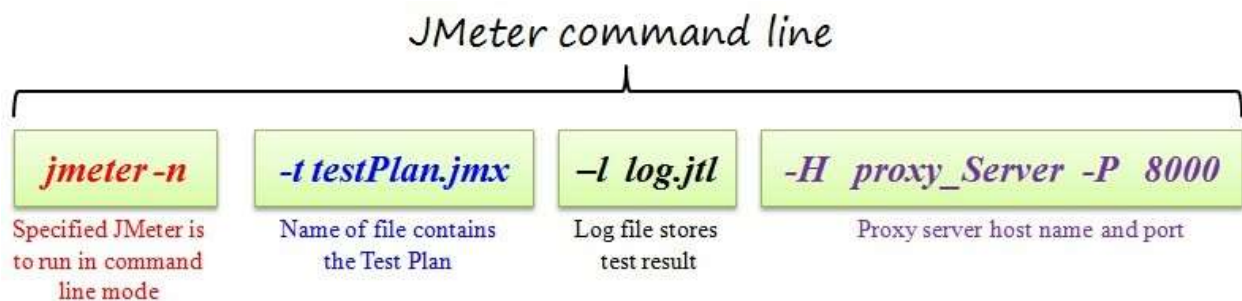 JMeter command line
jmeter -n
-t testPlan.jmx
–l log.jtl
-H proxy_Server -P 8000
Specified JMeter is
to run in command
line mode
Name of file contains
the Test Plan
Log file stores
test result
Proxy server host name and port